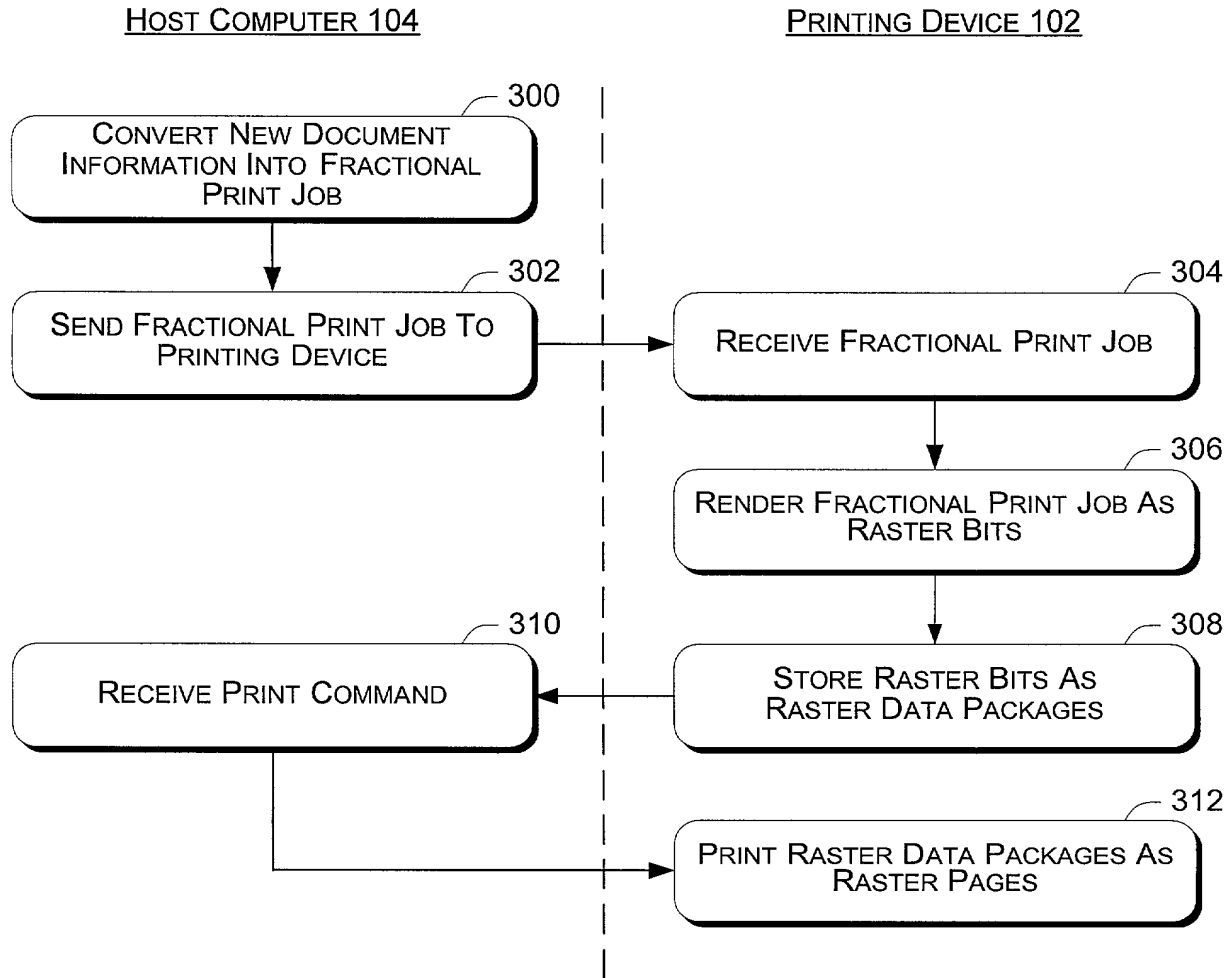 HOST COMPUTER 104
PRINTING DEVICE 102
300
CONVERT NEW DOCUMENT
INFORMATION INTO FRACTIONAL
PRINT JOB
302
SEND FRACTIONAL PRINT JOB TO
PRINTING DEVICE
304
RECEIVE FRACTIONAL PRINT JOB
306
RENDER FRACTIONAL PRINT JOB AS
RASTER BITS
308
STORE RASTER BITS AS
RASTER DATA PACKAGES
310
RECEIVE PRINT COMMAND
312
PRINT RASTER DATA PACKAGES AS
RASTER PAGES